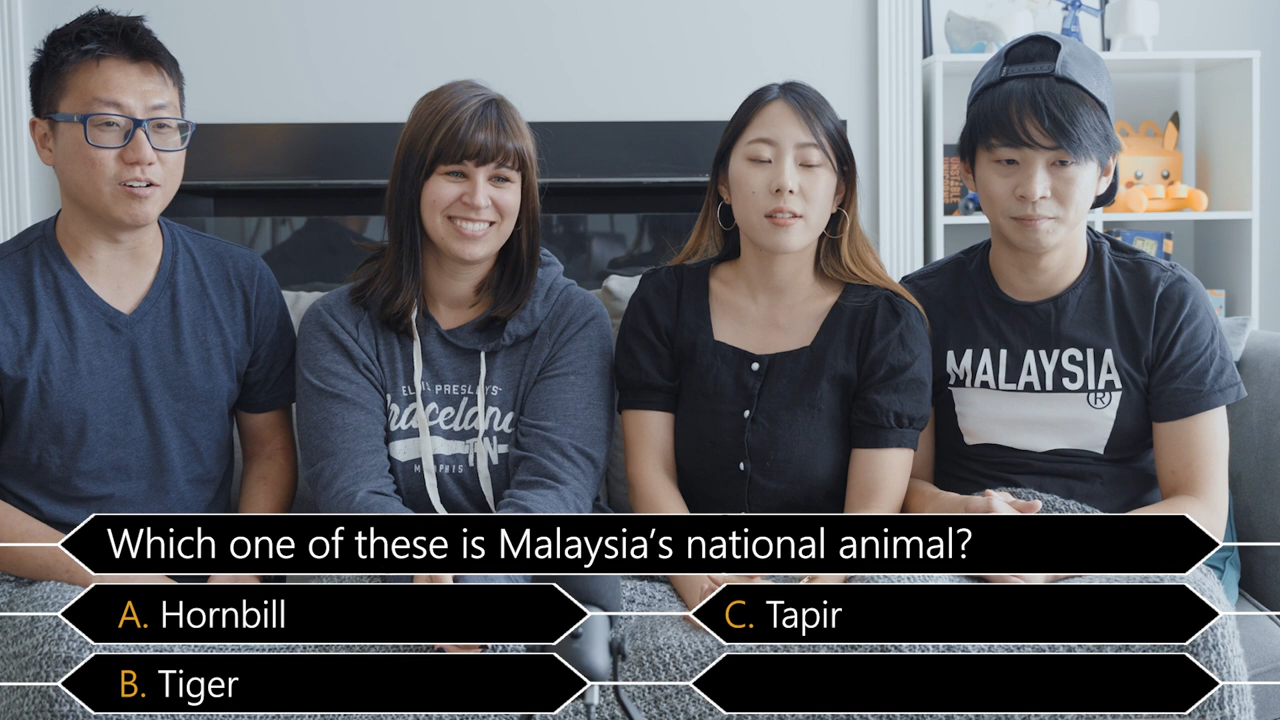 MALAYSIA
®
ELVIS PRESLEY'S
Graceland
TN
MEMPHIS
Which one of these is Malaysia's national animal?
A. Hornbill
C. Tapir
B. Tiger